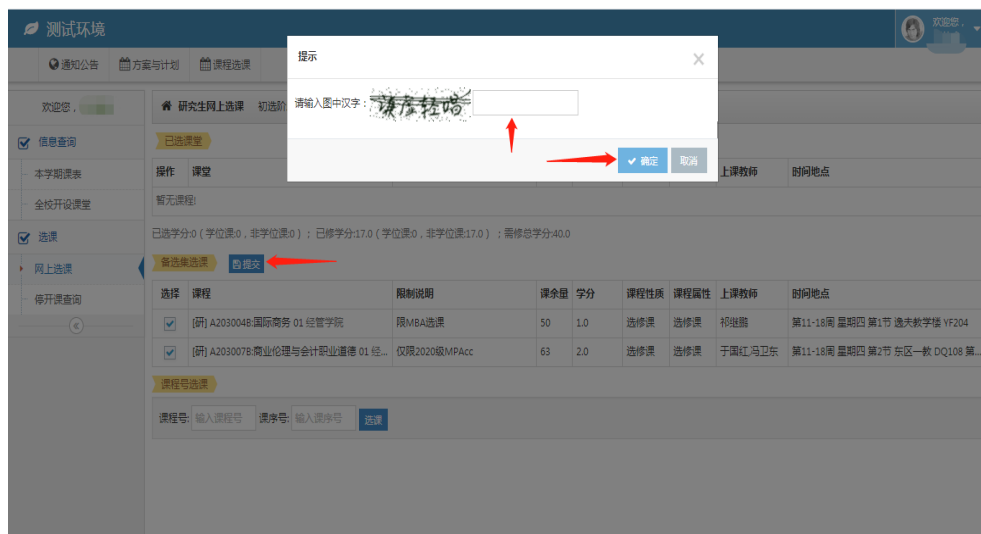 测试环境
欢迎您，
通知公告 方案与计划 课程选课
提示
请输入图中汉字：
确定 取消
欢迎您，
研究生网上选课 初选阶
信息查询
本学期课表
全校开设课堂
选课
网上选课
停开课查询
已选课堂
操作 课堂 上课教师 时间地点
暂无课程!
已选学分:0（学位课:0，非学位课:0）；已修学分:17.0（学位课:0，非学位课:17.0）；需修总学分:40.0
备选集选课 提交
选择 课程 限制说明 课余量 学分 课程性质 课程属性 上课教师 时间地点
[研] A203004B:国际商务 01 经管学院 限MBA选课 50 1.0 选修课 选修课 祁继鹏 第11-18周 星期四 第1节 逸夫教学楼 YF204
[研] A203007B:商业伦理与会计职业道德 01 经... 仅限2020级MPAcc 63 2.0 选修课 选修课 于国红,冯卫东 第11-18周 星期四 第2节 东区一教 DQ108 第...
课程号选课
课程号: 输入课程号 课序号: 输入课序号 选课